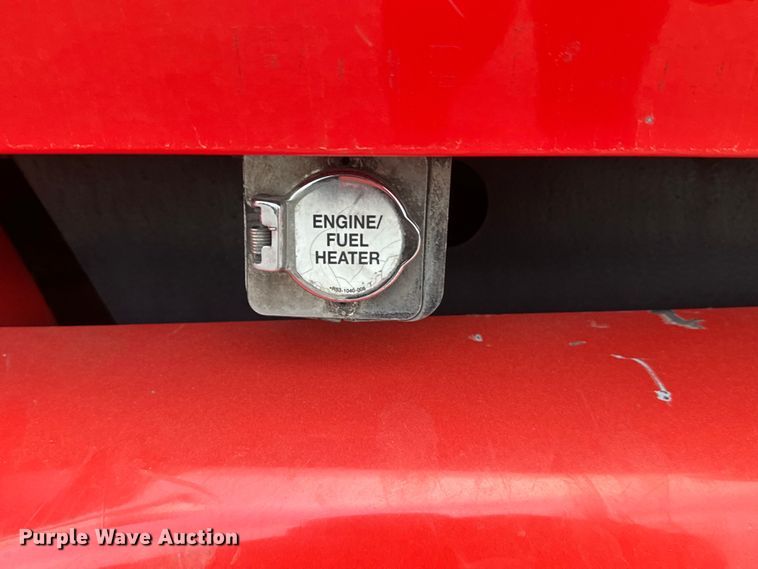 ENGINE/
FUEL
HEATER
Purple Wave Auction